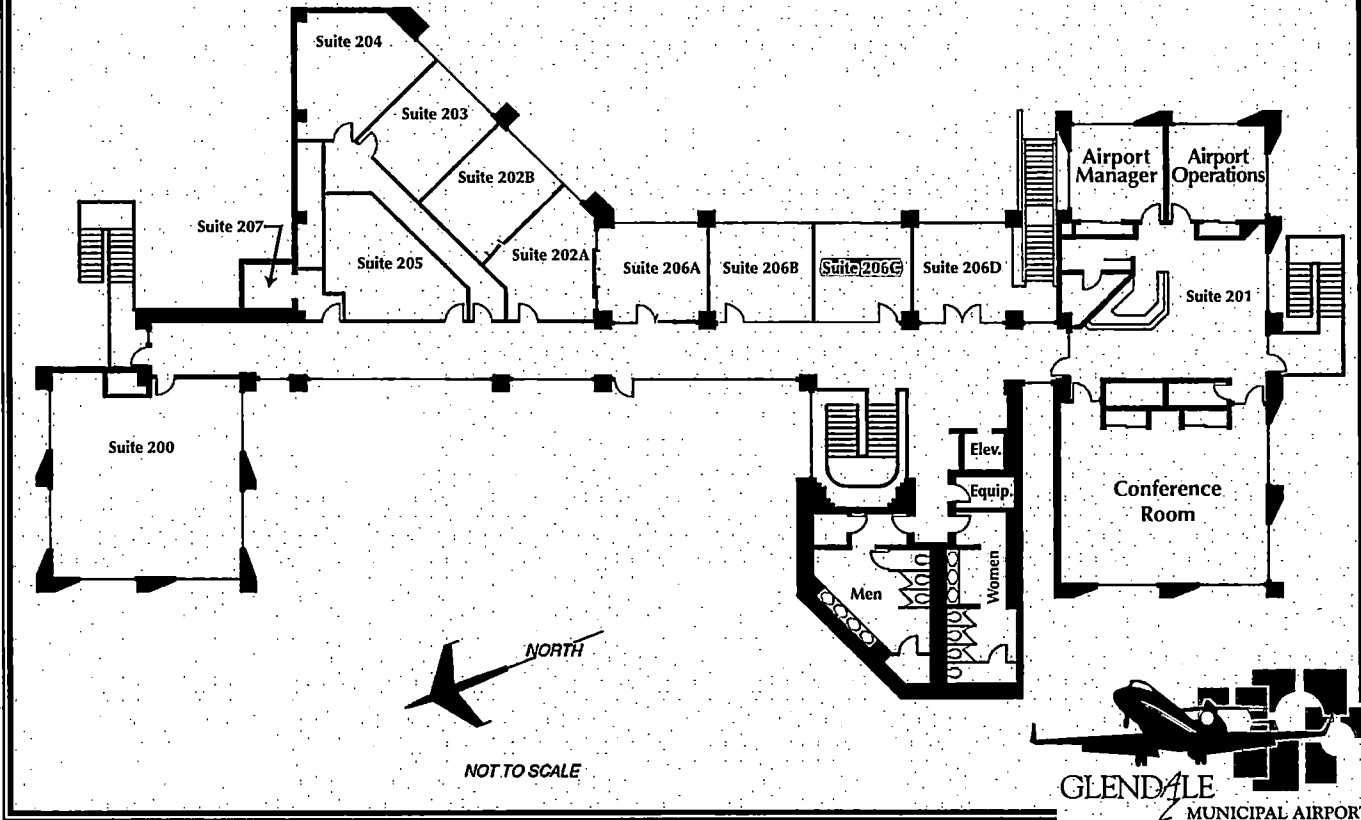 Suite 204
Suite 203
Suite 202B
Suite 207
Suite 205
Suite 202A
Suite 206A
Suite 206B
Suite 206C
Suite 206D
Airport
Manager
Airport
Operations
Suite 201
Suite 200
Elev.
Equip.
Conference
Room
Men
Women
NORTH
NOT TO SCALE
GLENDALE
MUNICIPAL AIRPOR